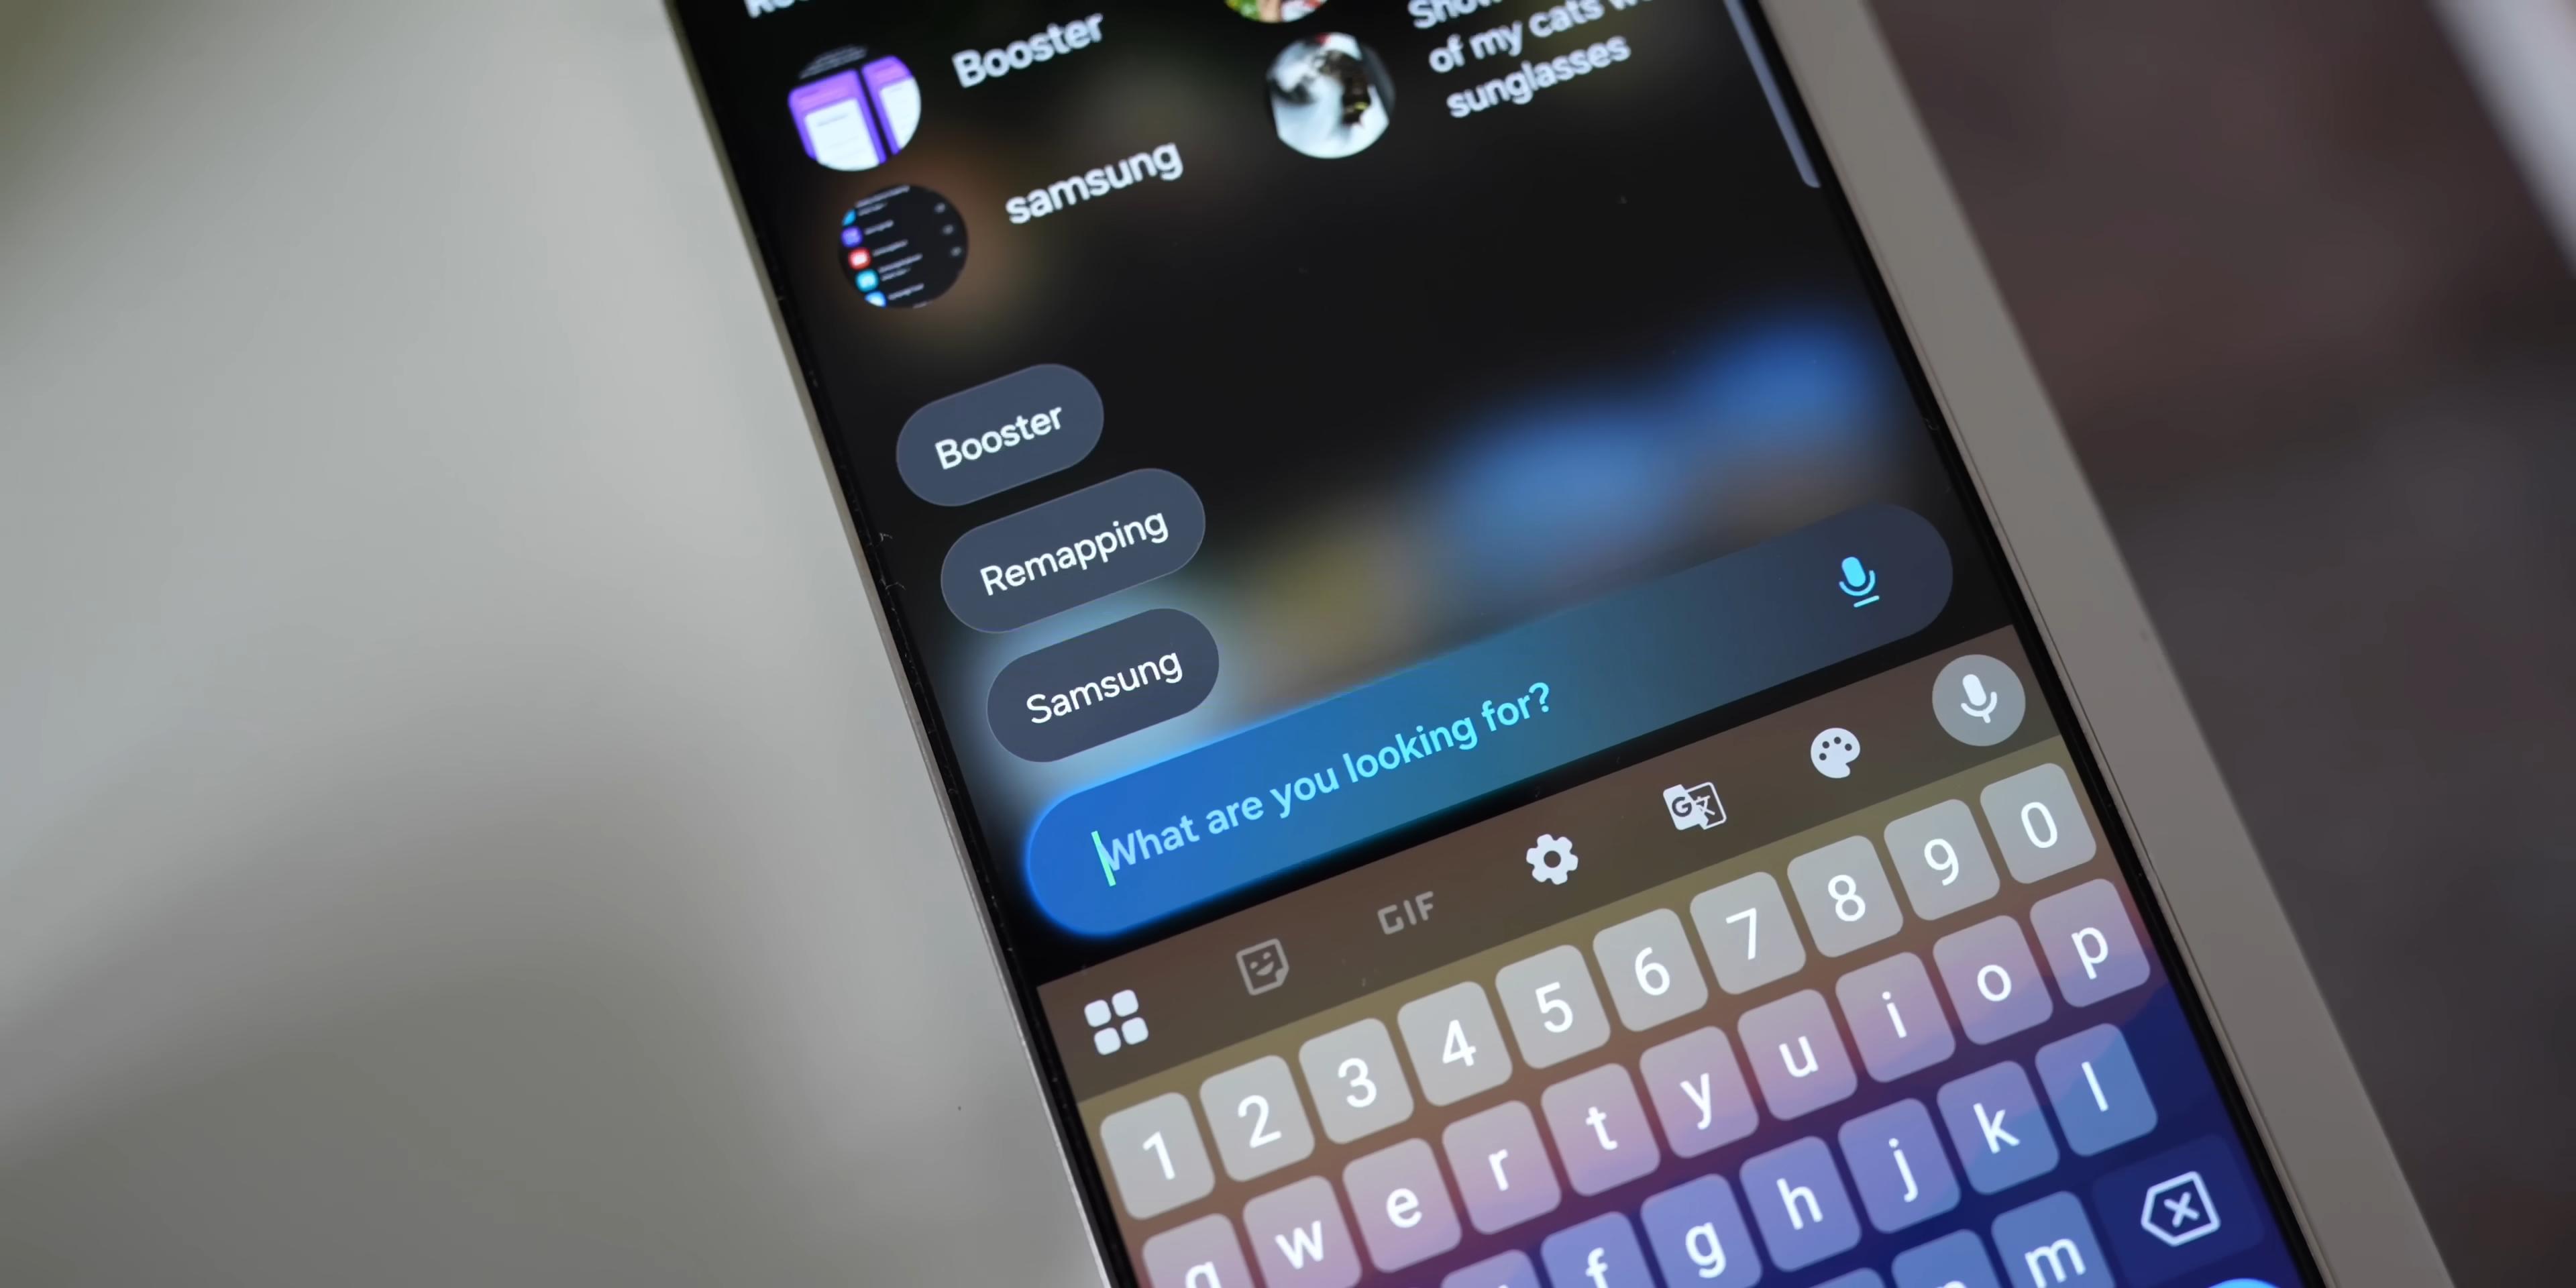 Booster
of my cats
sunglasses
samsung
Booster
Remapping
Samsung
What are you looking for?
GIF
G
1 2 3 4 5 6 7 8 9 0
q w e r t y u i o p
f g h j k l
m